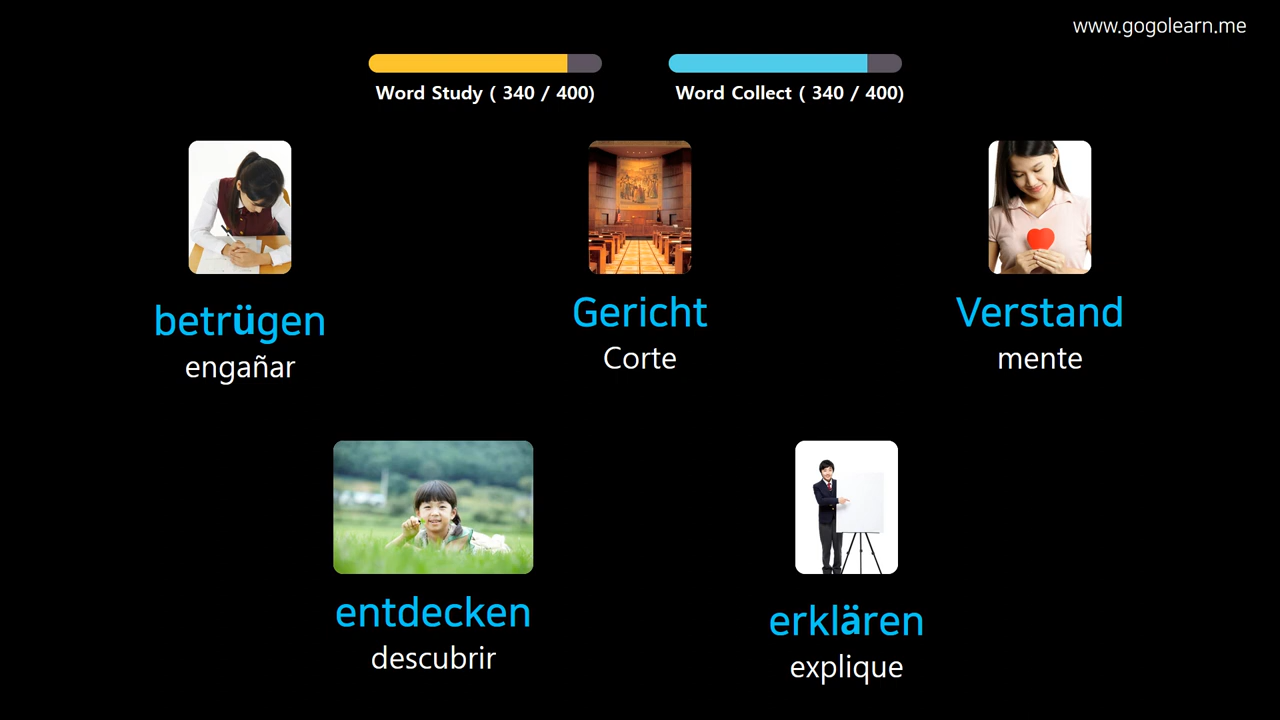 www.gogolearn.me
Word Study ( 340 / 400)
Word Collect ( 340 / 400)
betrügen
engañar
Gericht
Corte
Verstand
mente
entdecken
descubrir
erklären
explique